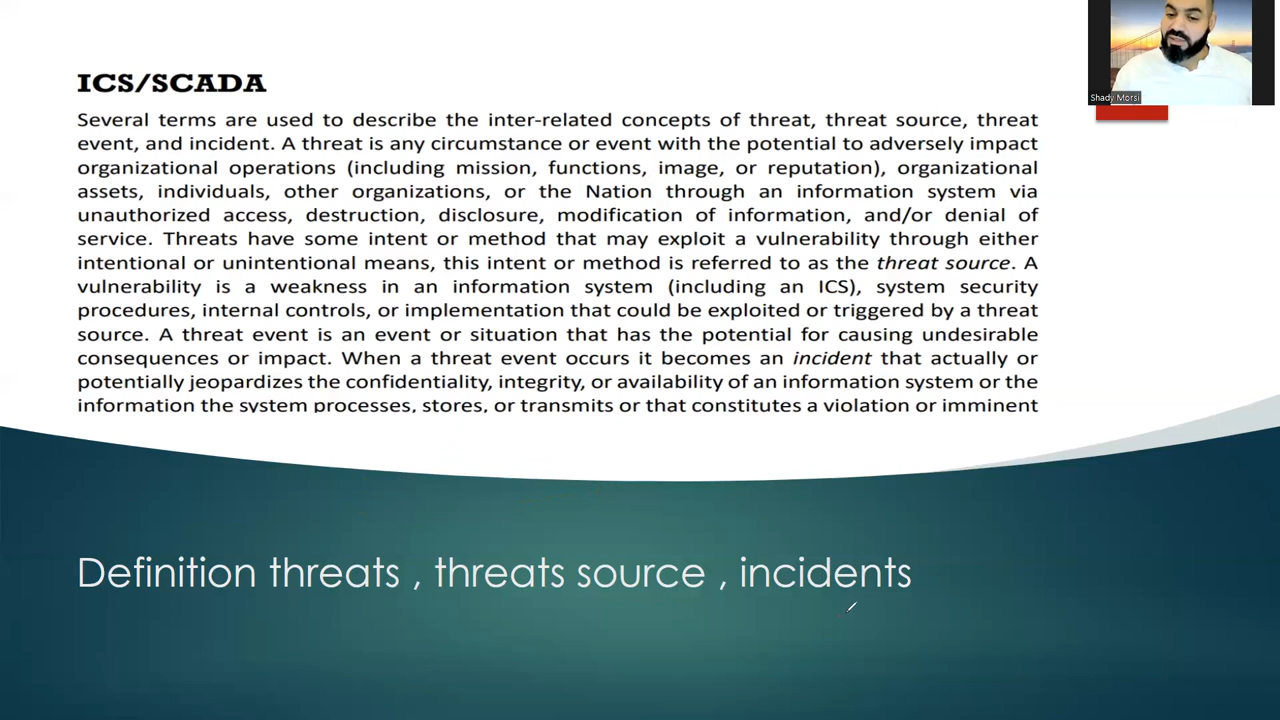 Shady Morsi
ICS/SCADA
Several terms are used to describe the inter-related concepts of threat, threat source, threat
event, and incident. A threat is any circumstance or event with the potential to adversely impact
organizational operations (including mission, functions, image, or reputation), organizational
assets, individuals, other organizations, or the Nation through an information system via
unauthorized access, destruction, disclosure, modification of information, and/or denial of
service. Threats have some intent or method that may exploit a vulnerability through either
intentional or unintentional means, this intent or method is referred to as the threat source. A
vulnerability is a weakness in an information system (including an ICS), system security
procedures, internal controls, or implementation that could be exploited or triggered by a threat
source. A threat event is an event or situation that has the potential for causing undesirable
consequences or impact. When a threat event occurs it becomes an incident that actually or
potentially jeopardizes the confidentiality, integrity, or availability of an information system or the
information the system processes, stores, or transmits or that constitutes a violation or imminent
Definition threats , threats source , incidents